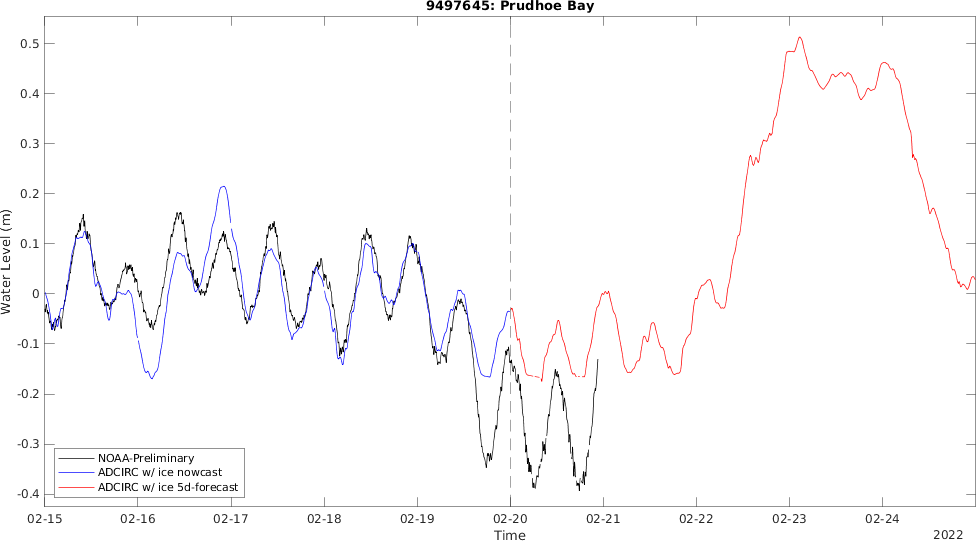 9497645: Prudhoe Bay
Water Level (m)
0.5
0.4
0.3
0.2
0.1
0
-0.1
-0.2
-0.3
-0.4
NOAA-Preliminary
ADCIRC w/ ice nowcast
ADCIRC w/ ice 5d-forecast
02-15 02-16 02-17 02-18 02-19 02-20 02-21 02-22 02-23 02-24
Time
2022